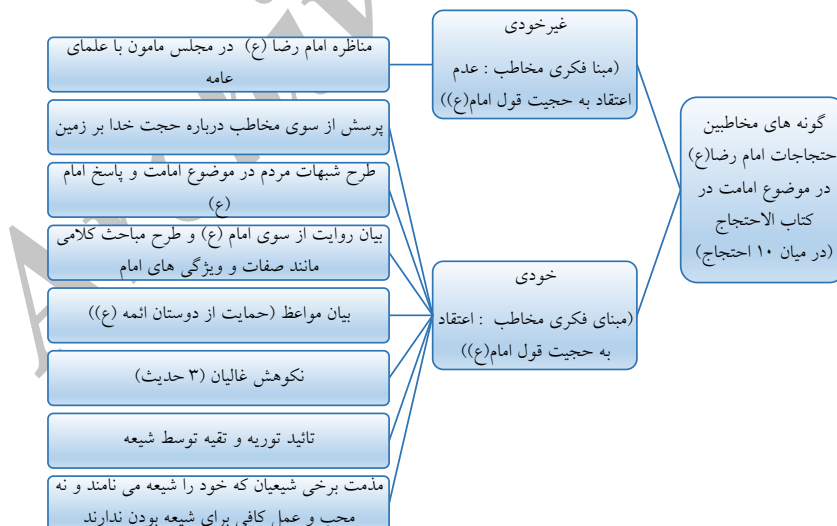 گونه های مخاطبین
حتجاجات امام رضا(ع)
در موضوع امامت در
کتاب الاحتجاج
(در میان ۱۰ احتجاج)
غیرخودی
(مبنا فکری مخاطب : عدم
اعتقاد به حجیت قول امام(ع))
مناظره امام رضا (ع) در مجلس مامون با علمای
عامه
خودی
(مبنای فکری مخاطب : اعتقاد
به حجیت قول امام(ع))
پرسش از سوی مخاطب درباره حجت خدا بر زمین
طرح شبهات مردم در موضوع امامت و پاسخ امام
(ع)
بیان روایت از سوی امام (ع) و طرح مباحث کلامی
مانند صفات و ویژگی های امام
بیان مواعظ (حمایت از دوستان ائمه (ع))
نکوهش غالیان (۳ حدیث)
تائید توریه و تقیه توسط شیعه
مذمت برخی شیعیان که خود را شیعه می نامند و نه
محب و عمل کافی برای شیعه بودن ندارند